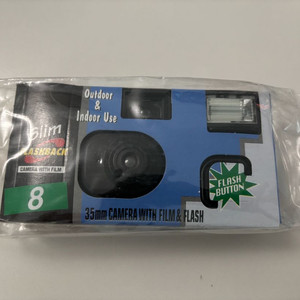 Outdoor
&
Indoor Use
Slim
FLASHBACK
CAMERA WITH FILM
8
FLASH
BUTTON
35mm CAMERA WITH FILM & FLASH